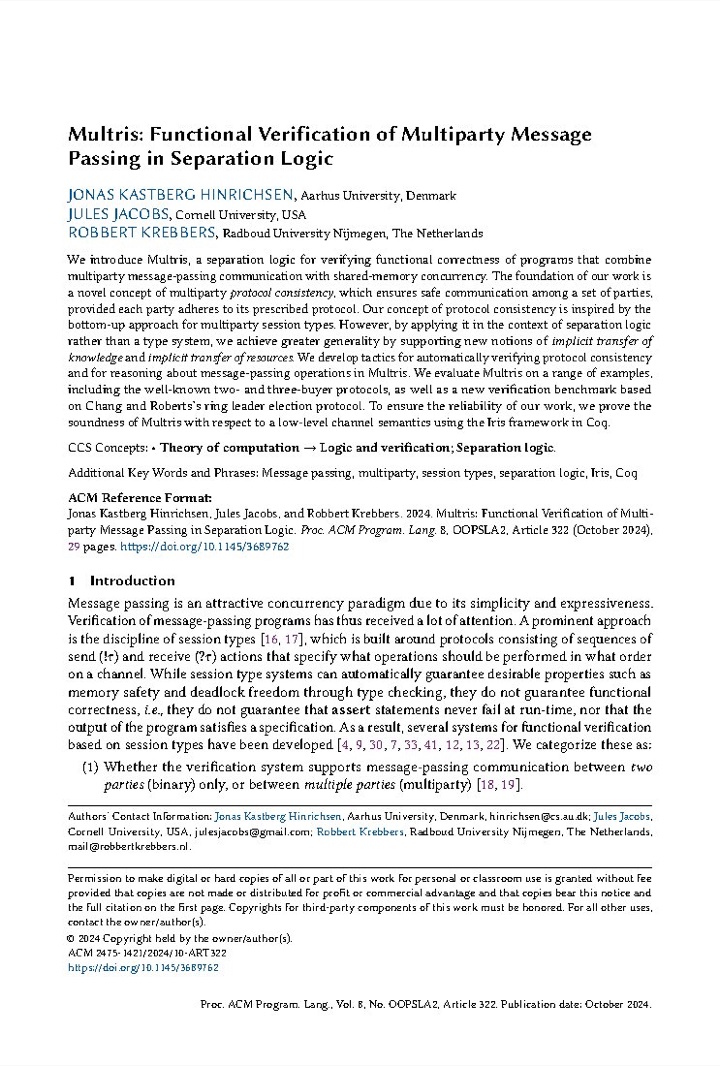 Multris: Functional Verification of Multiparty Message
Passing in Separation Logic
JONAS KASTBERG HINRICHSEN, Aarhus University, Denmark
JULES JACOBS, Cornell University, USA
ROBBERT KREBBERS, Radboud University Nijmegen, The Netherlands
We introduce Multris, a separation logic for verifying functional correctness of programs that combine
multiparty message-passing communication with shared-memory concurrency. The foundation of our work is
a novel concept of multiparty protocol consistency, which ensures safe communication among a set of parties,
provided each party adheres to its prescribed protocol. Our concept of protocol consistency is inspired by the
bottom-up approach for multiparty session types. However, by applying it in the context of separation logic
rather than a type system, we achieve greater generality by supporting new notions of implicit transfer of
knowledge and implicit transfer of resources. We develop tactics for automatically verifying protocol consistency
and for reasoning about message-passing operations in Multris. We evaluate Multris on a range of examples,
including the well-known two- and three-buyer protocols, as well as a new verification benchmark based
on Chang and Roberts's ring leader election protocol. To ensure the reliability of our work, we prove the
soundness of Multris with respect to a low-level channel semantics using the Iris framework in Coq.
CCS Concepts: • Theory of computation → Logic and verification; Separation logic.
Additional Key Words and Phrases: Message passing, multiparty, session types, separation logic, Iris, Coq
ACM Reference Format:
Jonas Kastberg Hinrichsen, Jules Jacobs, and Robbert Krebbers. 2024. Multris: Functional Verification of Multi-
party Message Passing in Separation Logic. Proc. ACM Program. Lang. 8, OOPSLA2, Article 322 (October 2024),
29 pages. https://doi.org/10.1145/3689762
1 Introduction
Message passing is an attractive concurrency paradigm due to its simplicity and expressiveness.
Verification of message-passing programs has thus received a lot of attention. A prominent approach
is the discipline of session types [16, 17], which is built around protocols consisting of sequences of
send (!τ) and receive (?τ) actions that specify what operations should be performed in what order
on a channel. While session type systems can automatically guarantee desirable properties such as
memory safety and deadlock freedom through type checking, they do not guarantee functional
correctness, i.e., they do not guarantee that assert statements never fail at run-time, nor that the
output of the program satisfies a specification. As a result, several systems for functional verification
based on session types have been developed [4, 9, 30, 7, 33, 41, 12, 13, 22]. We categorize these as:
(1) Whether the verification system supports message-passing communication between two
parties (binary) only, or between multiple parties (multiparty) [18, 19].
Authors' Contact Information: Jonas Kastberg Hinrichsen, Aarhus University, Denmark, hinrichsen@cs.au.dk; Jules Jacobs,
Cornell University, USA, julesjacobs@gmail.com; Robbert Krebbers, Radboud University Nijmegen, The Netherlands,
mail@robbertkrebbers.nl.
Permission to make digital or hard copies of all or part of this work for personal or classroom use is granted without fee
provided that copies are not made or distributed for profit or commercial advantage and that copies bear this notice and
the full citation on the first page. Copyrights for third-party components of this work must be honored. For all other uses,
contact the owner/author(s).
© 2024 Copyright held by the owner/author(s).
ACM 2475-1421/2024/10-ART322
https://doi.org/10.1145/3689762
Proc. ACM Program. Lang., Vol. 8, No. OOPSLA2, Article 322. Publication date: October 2024.